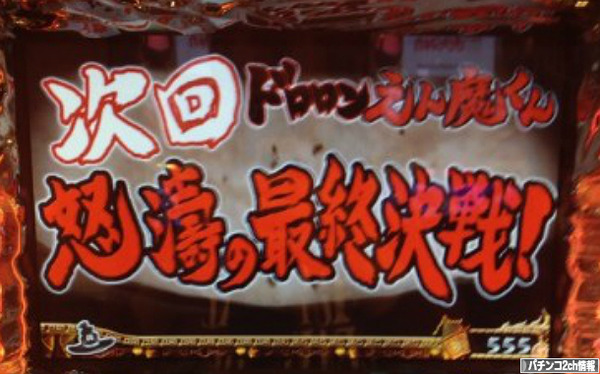 次回 ドロロンえん魔くん
怒濤の最終決戦!
555
パチンコ2ch情報